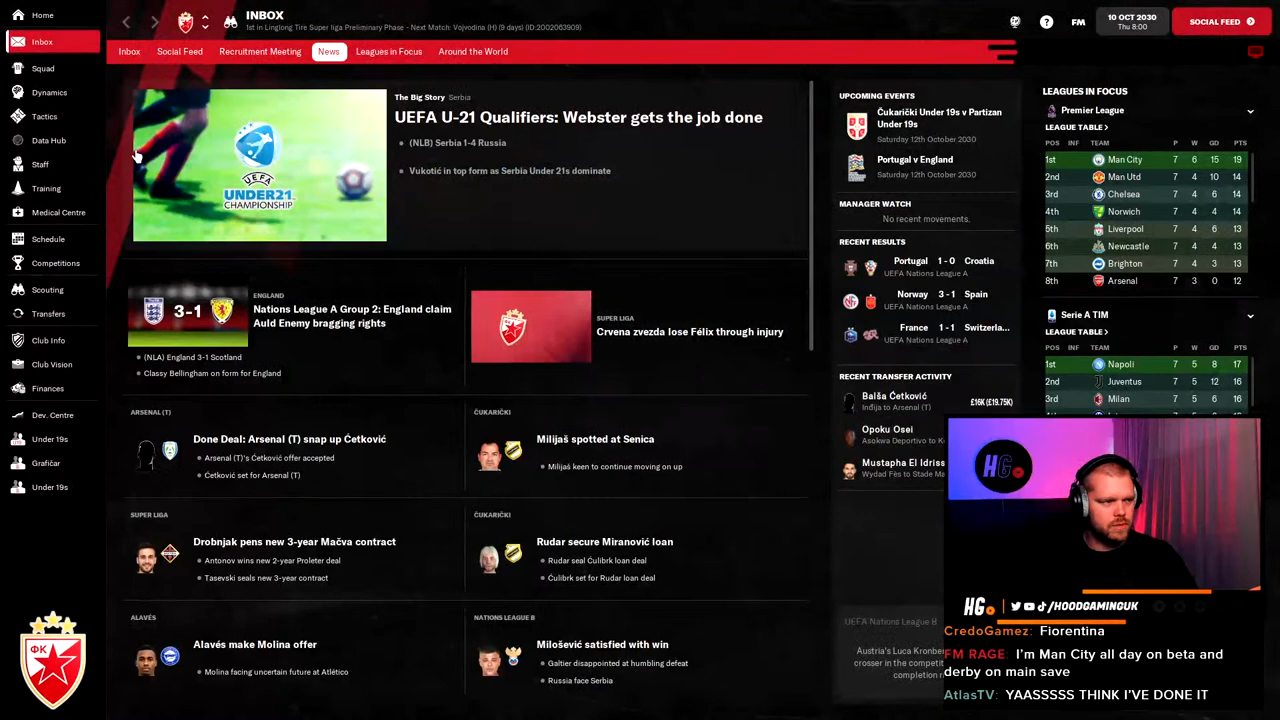 Home
Inbox
Squad
Dynamics
Tactics
Data Hub
Staff
Training
Medical Centre
Schedule
Competitions
Scouting
Transfers
Club Info
Club Vision
Finances
Dev. Centre
Under 19s
Grafičar
Under 19s
INBOX
1st in Linglong Tire Super liga Preliminary Phase - Next Match: Vojvodina (H) (9 days) (ID:2002063909)
FM
10 OCT 2030
Thu 8:00
SOCIAL FEED
Inbox
Social Feed
Recruitment Meeting
News
Leagues in Focus
Around the World
UEFA
UNDER21
CHAMPIONSHIP
The Big Story Serbia
UEFA U-21 Qualifiers: Webster gets the job done
(NLB) Serbia 1-4 Russia
Vukotić in top form as Serbia Under 21s dominate
3-1
ENGLAND
Nations League A Group 2: England claim
Auld Enemy bragging rights
(NLA) England 3-1 Scotland
Classy Bellingham on form for England
SUPER LIGA
Crvena zvezda lose Félix through injury
ARSENAL (T)
Done Deal: Arsenal (T) snap up Ćetković
Arsenal (T)'s Ćetković offer accepted
Ćetković set for Arsenal (T)
ČUKARIČKI
Milijaš spotted at Senica
Milijaš keen to continue moving on up
SUPER LIGA
Drobnjak pens new 3-year Mačva contract
Antonov wins new 2-year Proleter deal
Tasevski seals new 3-year contract
ČUKARIČKI
Rudar secure Miranović loan
Rudar seal Ćulibrk loan deal
Ćulibrk set for Rudar loan deal
ALAVÉS
Alavés make Molina offer
Molina facing uncertain future at Atlético
NATIONS LEAGUE B
Milošević satisfied with win
Galtier disappointed at humbling defeat
Russia face Serbia
UPCOMING EVENTS
Čukarički Under 19s v Partizan
Under 19s
Saturday 12th October 2030
Portugal v England
Saturday 12th October 2030
MANAGER WATCH
No recent movements.
RECENT RESULTS
Portugal 1 - 0 Croatia
UEFA Nations League A
Norway 3 - 1 Spain
UEFA Nations League A
France 1 - 1 Switzerla...
UEFA Nations League A
RECENT TRANSFER ACTIVITY
Balša Ćetković
Inđija to Arsenal (T)
£16K (£19.75K)
Opoku Osei
Asokwa Deportivo to K
Mustapha El Idriss
Wydad Fès to Stade Ma
UEFA Nations League B
Austria's Luca Kronber
crosser in the competit
completion r
LEAGUES IN FOCUS
Premier League
LEAGUE TABLE >
POS INF TEAM P W GD PTS
1st Man City 7 6 15 19
2nd Man Utd 7 4 10 14
3rd Chelsea 7 4 6 14
4th Norwich 7 4 4 14
5th Liverpool 7 4 6 13
6th Newcastle 7 4 4 13
7th Brighton 7 4 3 13
8th Arsenal 7 3 0 12
Serie A TIM
LEAGUE TABLE >
POS INF TEAM P W GD PTS
1st Napoli 7 5 8 17
2nd Juventus 7 5 12 16
3rd Milan 7 5 4 16
HG
HG
/HOODGAMINGUK
CredoGamez: Fiorentina
FM RAGE: I'm Man City all day on beta and
derby on main save
AtlasTV: YAASSSSS THINK I'VE DONE IT
ФК